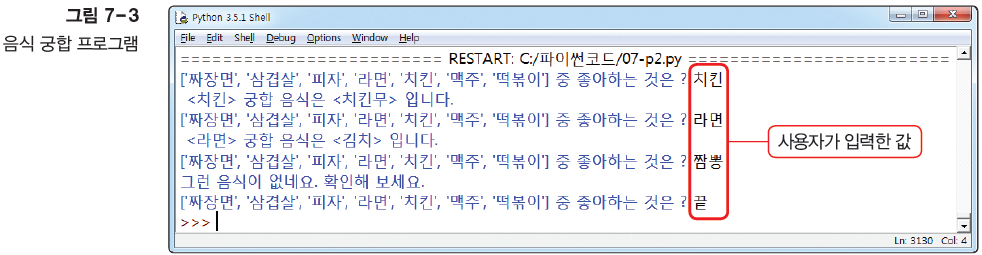 그림 7-3
음식 궁합 프로그램
Python 3.5.1 Shell
File Edit Shell Debug Options Window Help
========================== RESTART: C:/파이썬코드/07-p2.py ==========================
['짜장면', '삼겹살', '피자', '라면', '치킨', '맥주', '떡볶이'] 중 좋아하는 것은 ? 치킨
<치킨> 궁합 음식은 <치킨무> 입니다.
['짜장면', '삼겹살', '피자', '라면', '치킨', '맥주', '떡볶이'] 중 좋아하는 것은 ? 라면
<라면> 궁합 음식은 <김치> 입니다.
['짜장면', '삼겹살', '피자', '라면', '치킨', '맥주', '떡볶이'] 중 좋아하는 것은 ? 짬뽕
그런 음식이 없네요. 확인해 보세요.
['짜장면', '삼겹살', '피자', '라면', '치킨', '맥주', '떡볶이'] 중 좋아하는 것은 ? 끝
>>>
사용자가 입력한 값
Ln: 3130 Col: 4